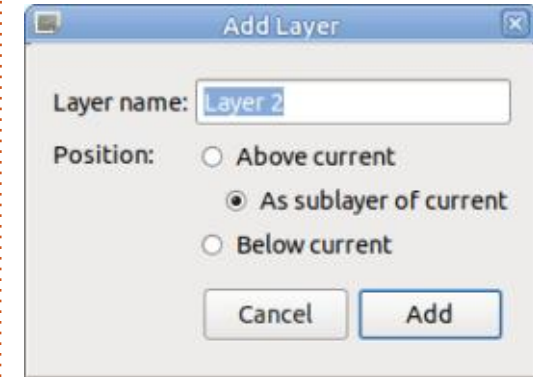 Add Layer
Layer name: Layer 2
Position: Above current
As sublayer of current
Below current
Cancel Add